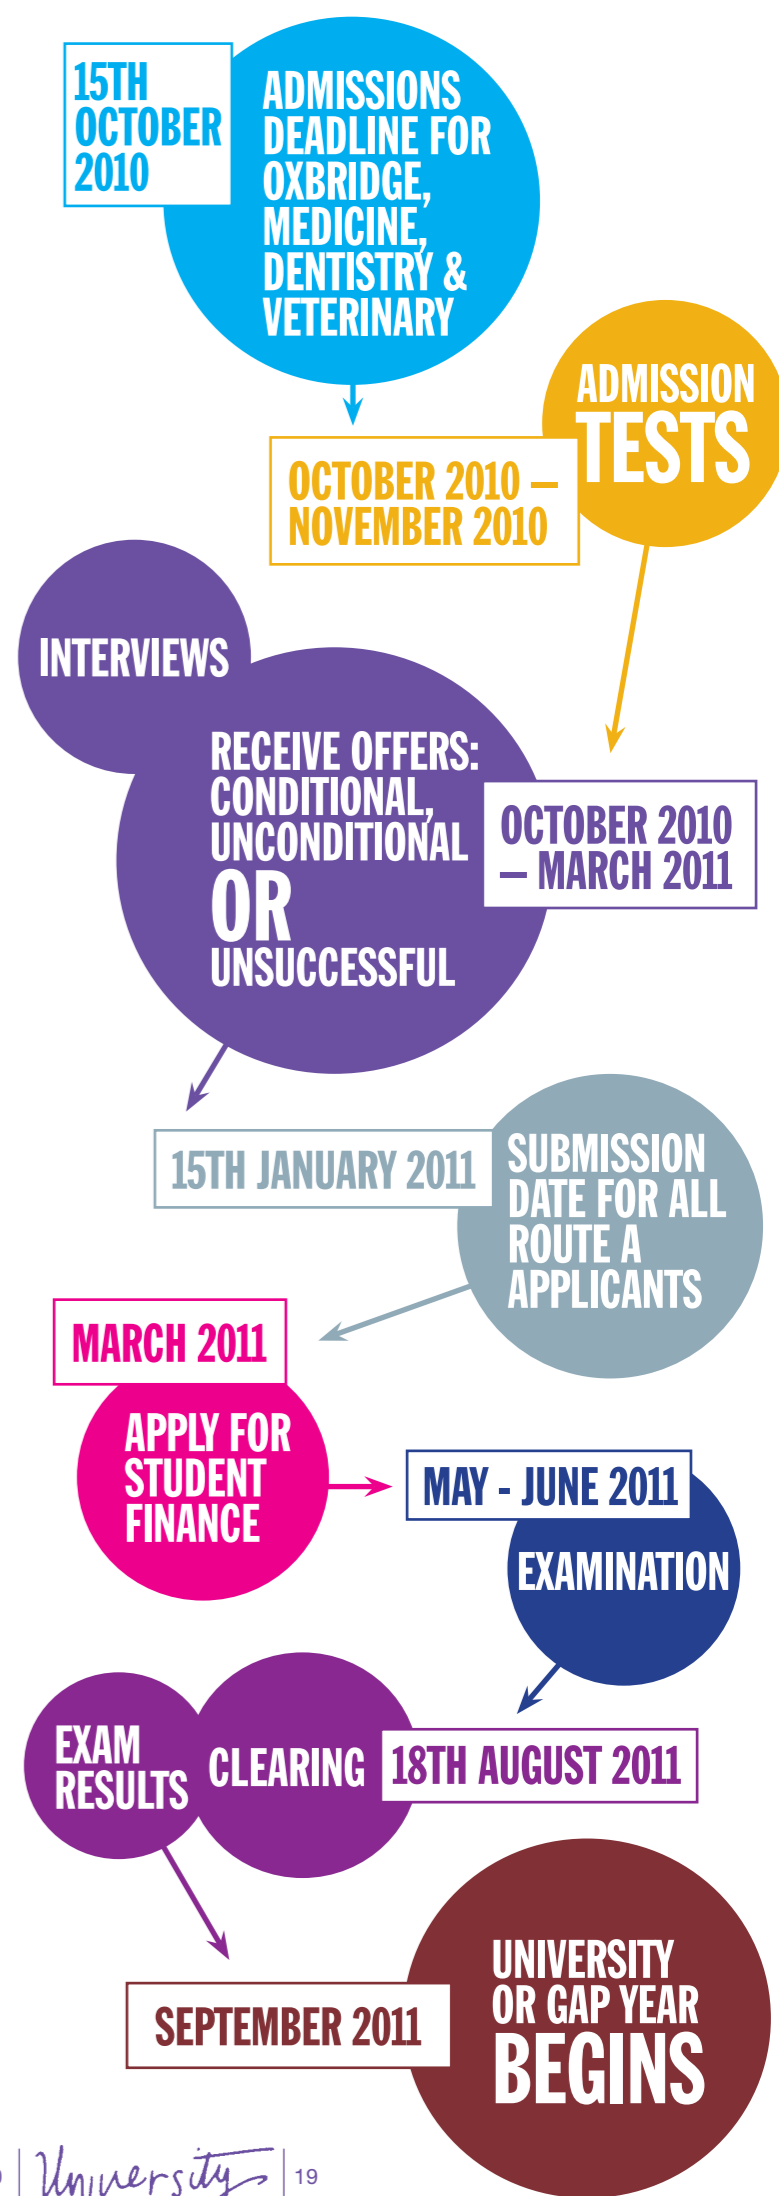 15TH
OCTOBER
2010
ADMISSIONS
DEADLINE FOR
OXBRIDGE,
MEDICINE,
DENTISTRY &
VETERINARY
ADMISSION
TESTS
OCTOBER 2010 –
NOVEMBER 2010
INTERVIEWS
RECEIVE OFFERS:
CONDITIONAL,
UNCONDITIONAL
OR
UNSUCCESSFUL
OCTOBER 2010
– MARCH 2011
15TH JANUARY 2011
SUBMISSION
DATE FOR ALL
ROUTE A
APPLICANTS
MARCH 2011
APPLY FOR
STUDENT
FINANCE
MAY - JUNE 2011
EXAMINATION
EXAM
RESULTS
CLEARING
18TH AUGUST 2011
UNIVERSITY
OR GAP YEAR
BEGINS
SEPTEMBER 2011
University | 19